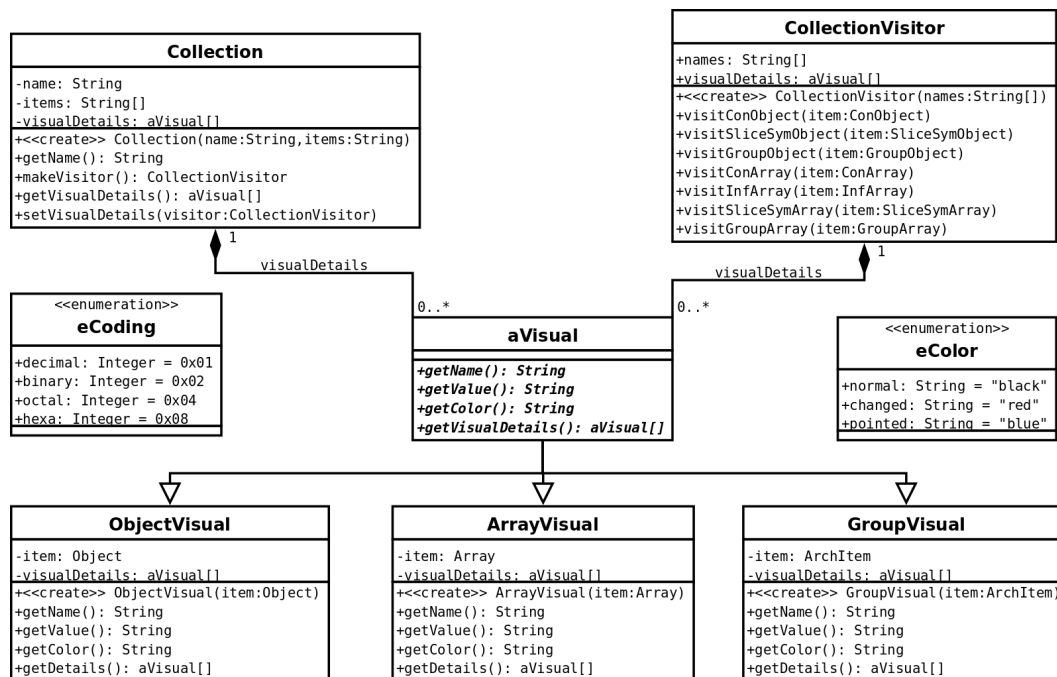 Collection
-name: String
-items: String[]
-visualDetails: aVisual[]
+<<create>> Collection(name:String,items:String)
+getName(): String
+makeVisitor(): CollectionVisitor
+getVisualDetails(): aVisual[]
+setVisualDetails(visitor:CollectionVisitor)
CollectionVisitor
+names: String[]
+visualDetails: aVisual[]
+<<create>> CollectionVisitor(names:String[])
+visitConObject(item:ConObject)
+visitSliceSymObject(item:SliceSymObject)
+visitGroupObject(item:GroupObject)
+visitConArray(item:ConArray)
+visitInfArray(item:InfArray)
+visitSliceSymArray(item:SliceSymArray)
+visitGroupArray(item:GroupArray)
1
visualDetails
0..*
1
visualDetails
0..*
<<enumeration>>
eCoding
+decimal: Integer = 0x01
+binary: Integer = 0x02
+octal: Integer = 0x04
+hexa: Integer = 0x08
aVisual
+getName(): String
+getValue(): String
+getColor(): String
+getVisualDetails(): aVisual[]
<<enumeration>>
eColor
+normal: String = "black"
+changed: String = "red"
+pointed: String = "blue"
ObjectVisual
-item: Object
-visualDetails: aVisual[]
+<<create>> ObjectVisual(item:Object)
+getName(): String
+getValue(): String
+getColor(): String
+getDetails(): aVisual[]
ArrayVisual
-item: Array
-visualDetails: aVisual[]
+<<create>> ArrayVisual(item:Array)
+getName(): String
+getValue(): String
+getColor(): String
+getDetails(): aVisual[]
GroupVisual
-item: ArchItem
-visualDetails: aVisual[]
+<<create>> GroupVisual(item:ArchItem)
+getName(): String
+getValue(): String
+getColor(): String
+getDetails(): aVisual[]